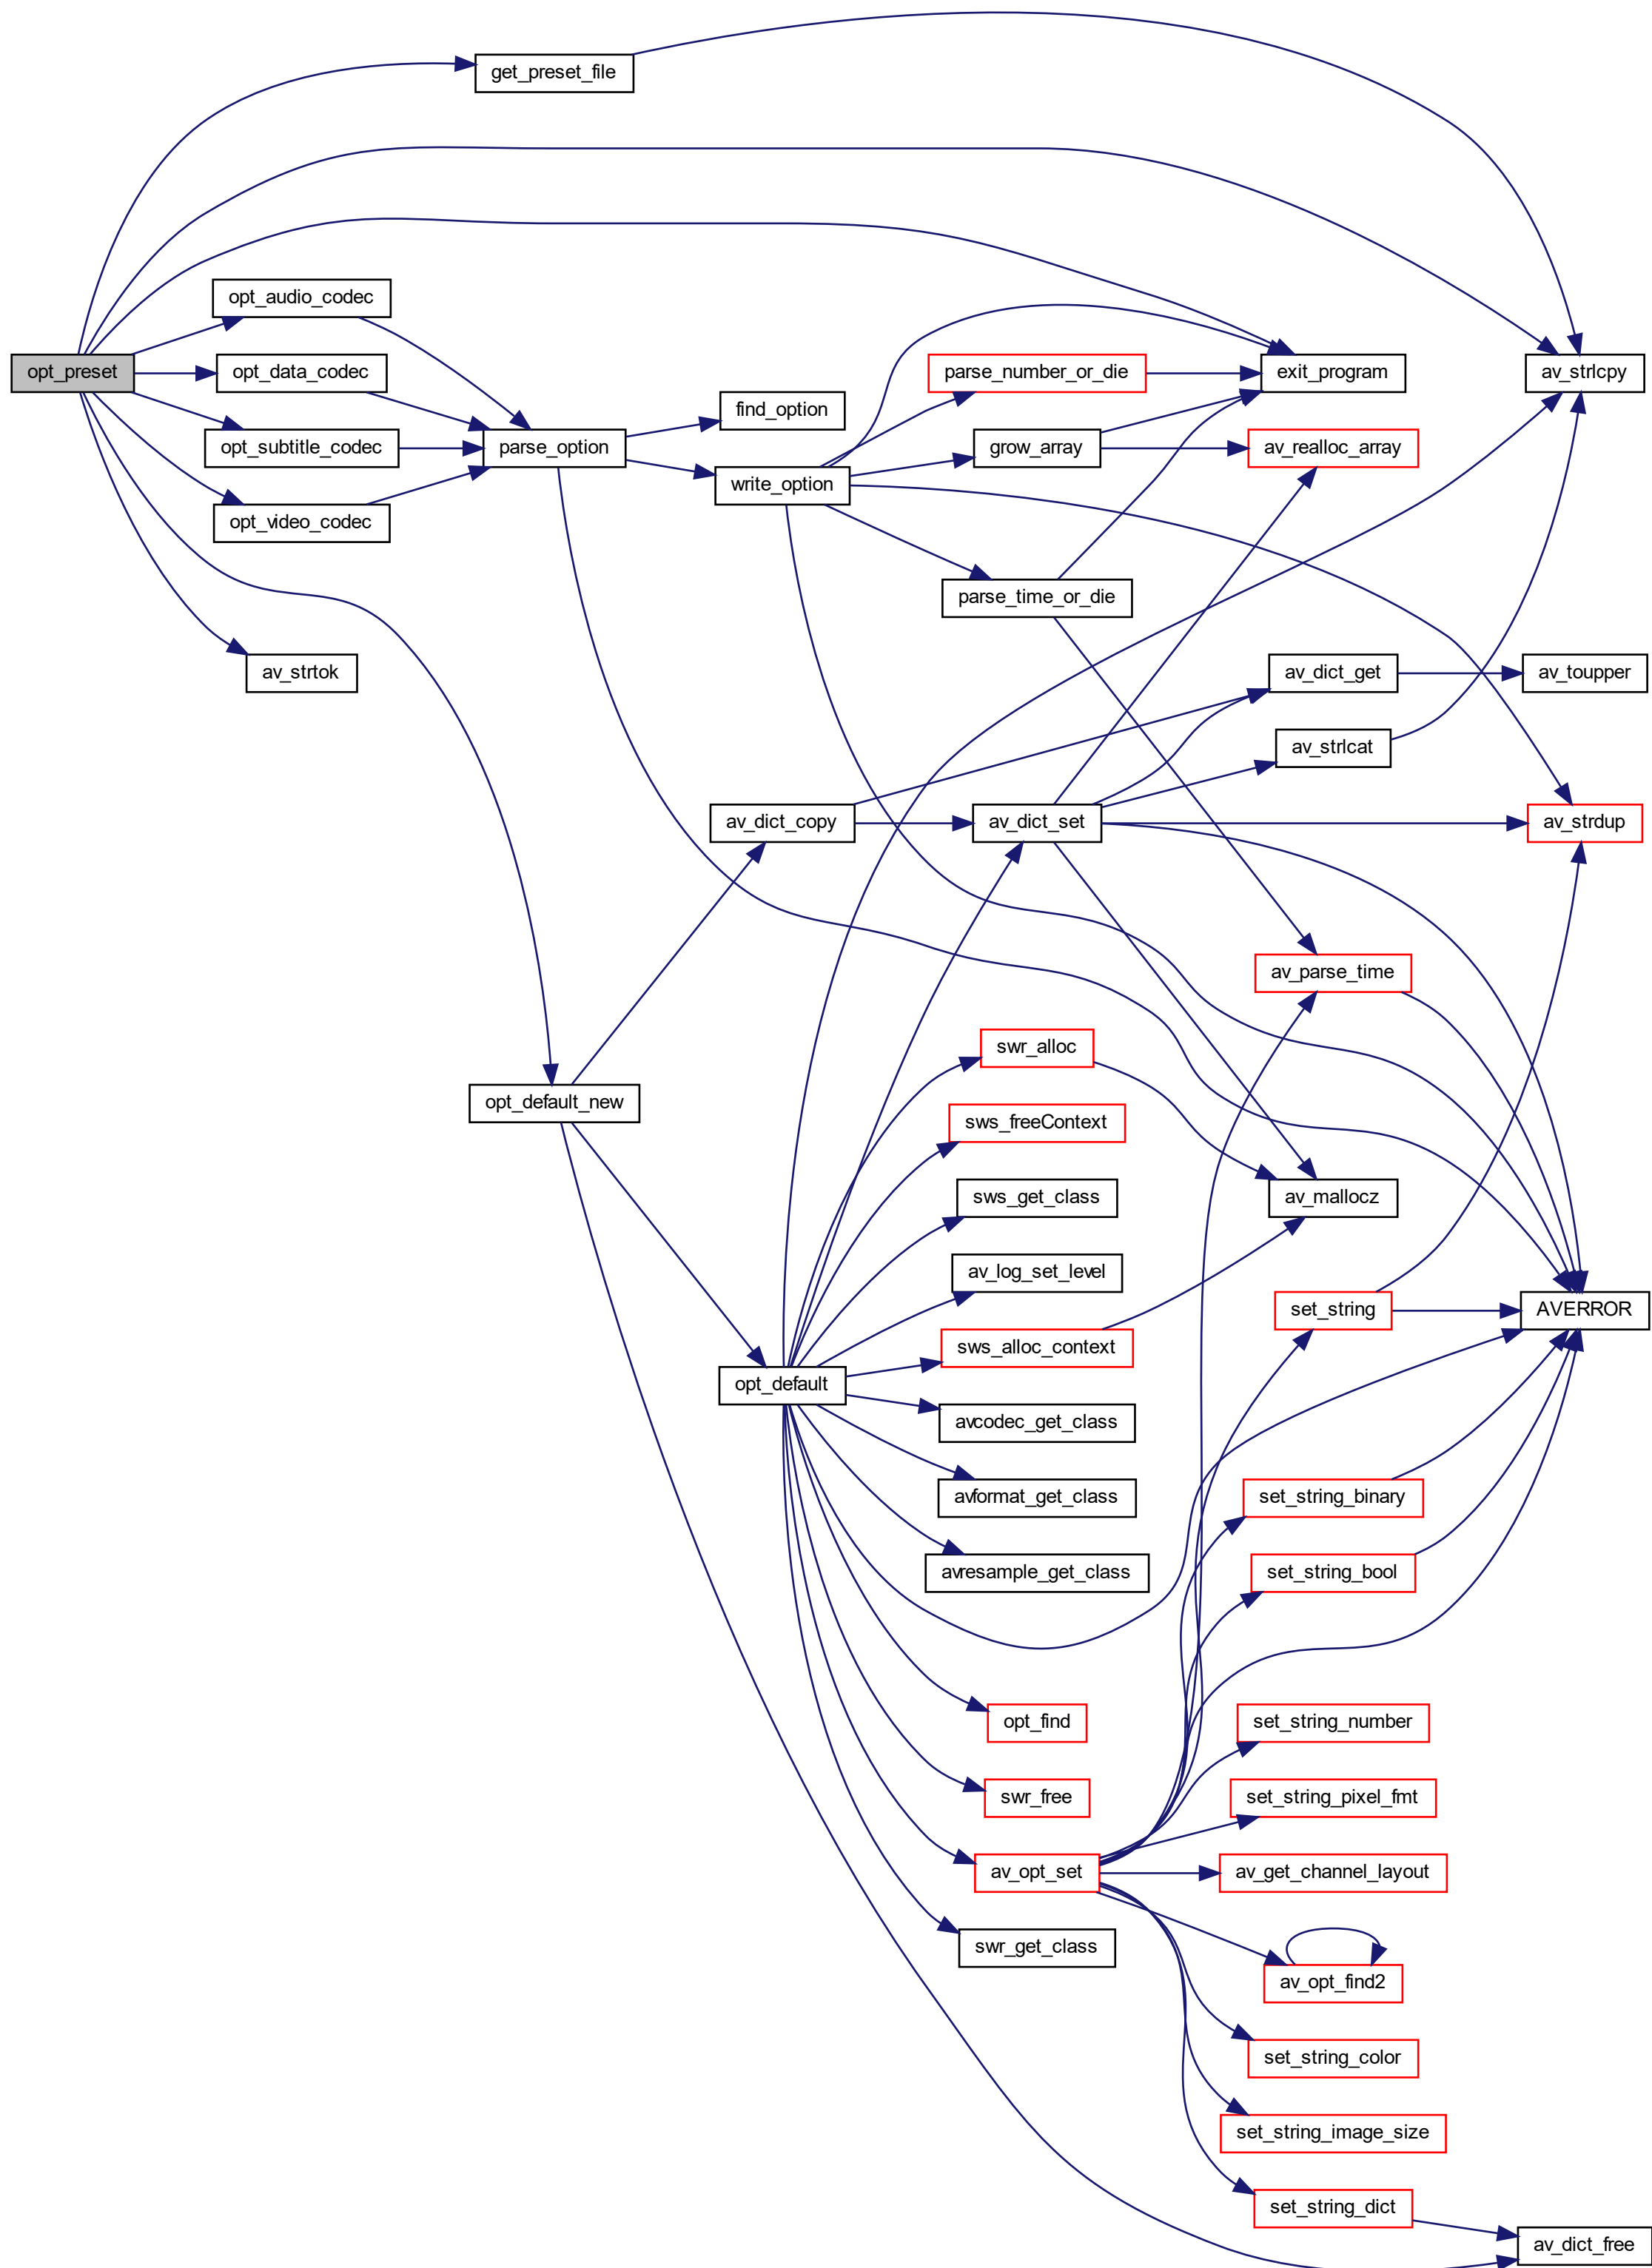 get_preset_file
opt_audio_codec
opt_preset
opt_data_codec
parse_number_or_die
exit_program
av_strlcpy
find_option
opt_subtitle_codec
parse_option
grow_array
av_realloc_array
write_option
opt_video_codec
parse_time_or_die
av_strtok
av_dict_get
av_toupper
av_strlcat
av_dict_copy
av_dict_set
av_strdup
av_parse_time
swr_alloc
opt_default_new
sws_freeContext
sws_get_class
av_mallocz
av_log_set_level
set_string
AVERROR
sws_alloc_context
opt_default
avcodec_get_class
avformat_get_class
set_string_binary
avresample_get_class
set_string_bool
opt_find
set_string_number
swr_free
set_string_pixel_fmt
av_opt_set
av_get_channel_layout
swr_get_class
av_opt_find2
set_string_color
set_string_image_size
set_string_dict
av_dict_free